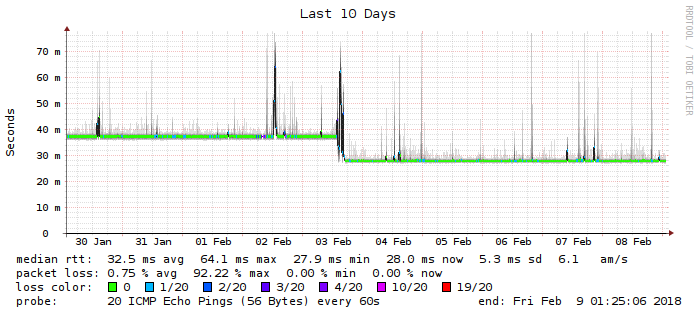 Last 10 Days
RRDTOOL / TOBI OETIKER
Seconds
70 m
60 m
50 m
40 m
30 m
20 m
10 m
0
30 Jan 31 Jan 01 Feb 02 Feb 03 Feb 04 Feb 05 Feb 06 Feb 07 Feb 08 Feb
median rtt: 32.5 ms avg 64.1 ms max 27.9 ms min 28.0 ms now 5.3 ms sd 6.1 am/s
packet loss: 0.75 % avg 92.22 % max 0.00 % min 0.00 % now
loss color: 0 1/20 2/20 3/20 4/20 10/20 19/20
probe: 20 ICMP Echo Pings (56 Bytes) every 60s end: Fri Feb 9 01:25:06 2018